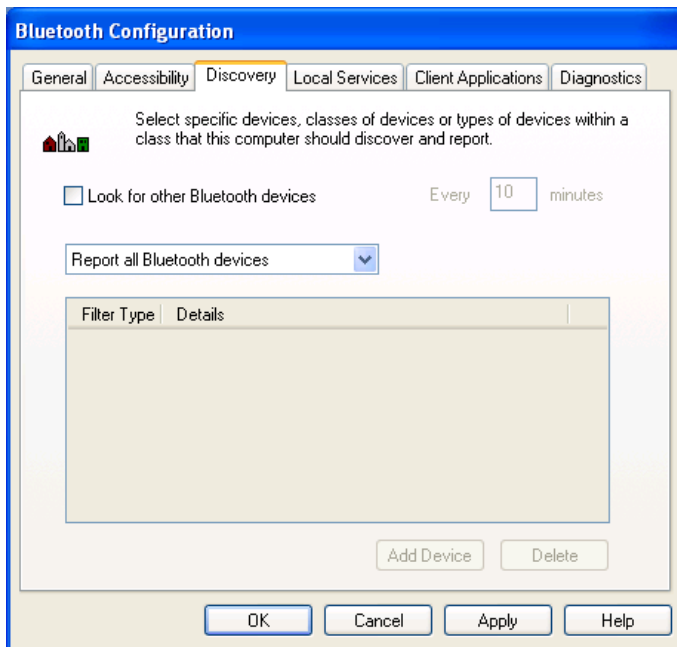 Bluetooth Configuration
General Accessibility Discovery Local Services Client Applications Diagnostics
Select specific devices, classes of devices or types of devices within a
class that this computer should discover and report.
Look for other Bluetooth devices Every 10 minutes
Report all Bluetooth devices
Filter Type Details
Add Device Delete
OK Cancel Apply Help